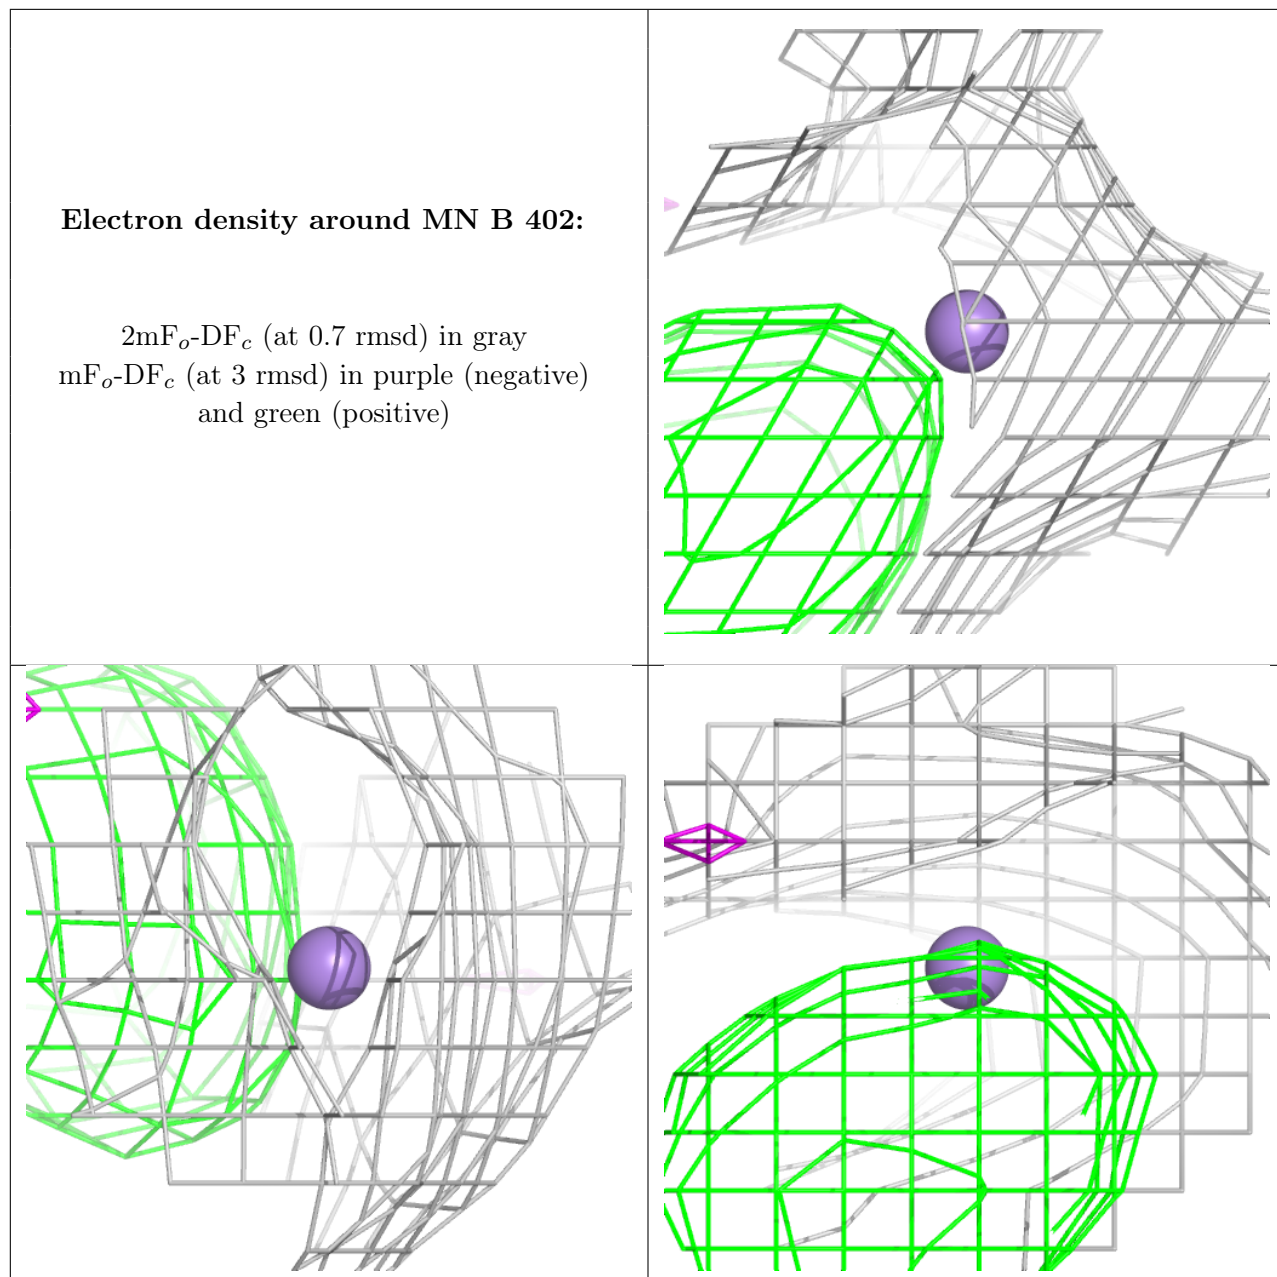 Electron density around MN B 402:
2mFo-DFc (at 0.7 rmsd) in gray
mFo-DFc (at 3 rmsd) in purple (negative)
and green (positive)